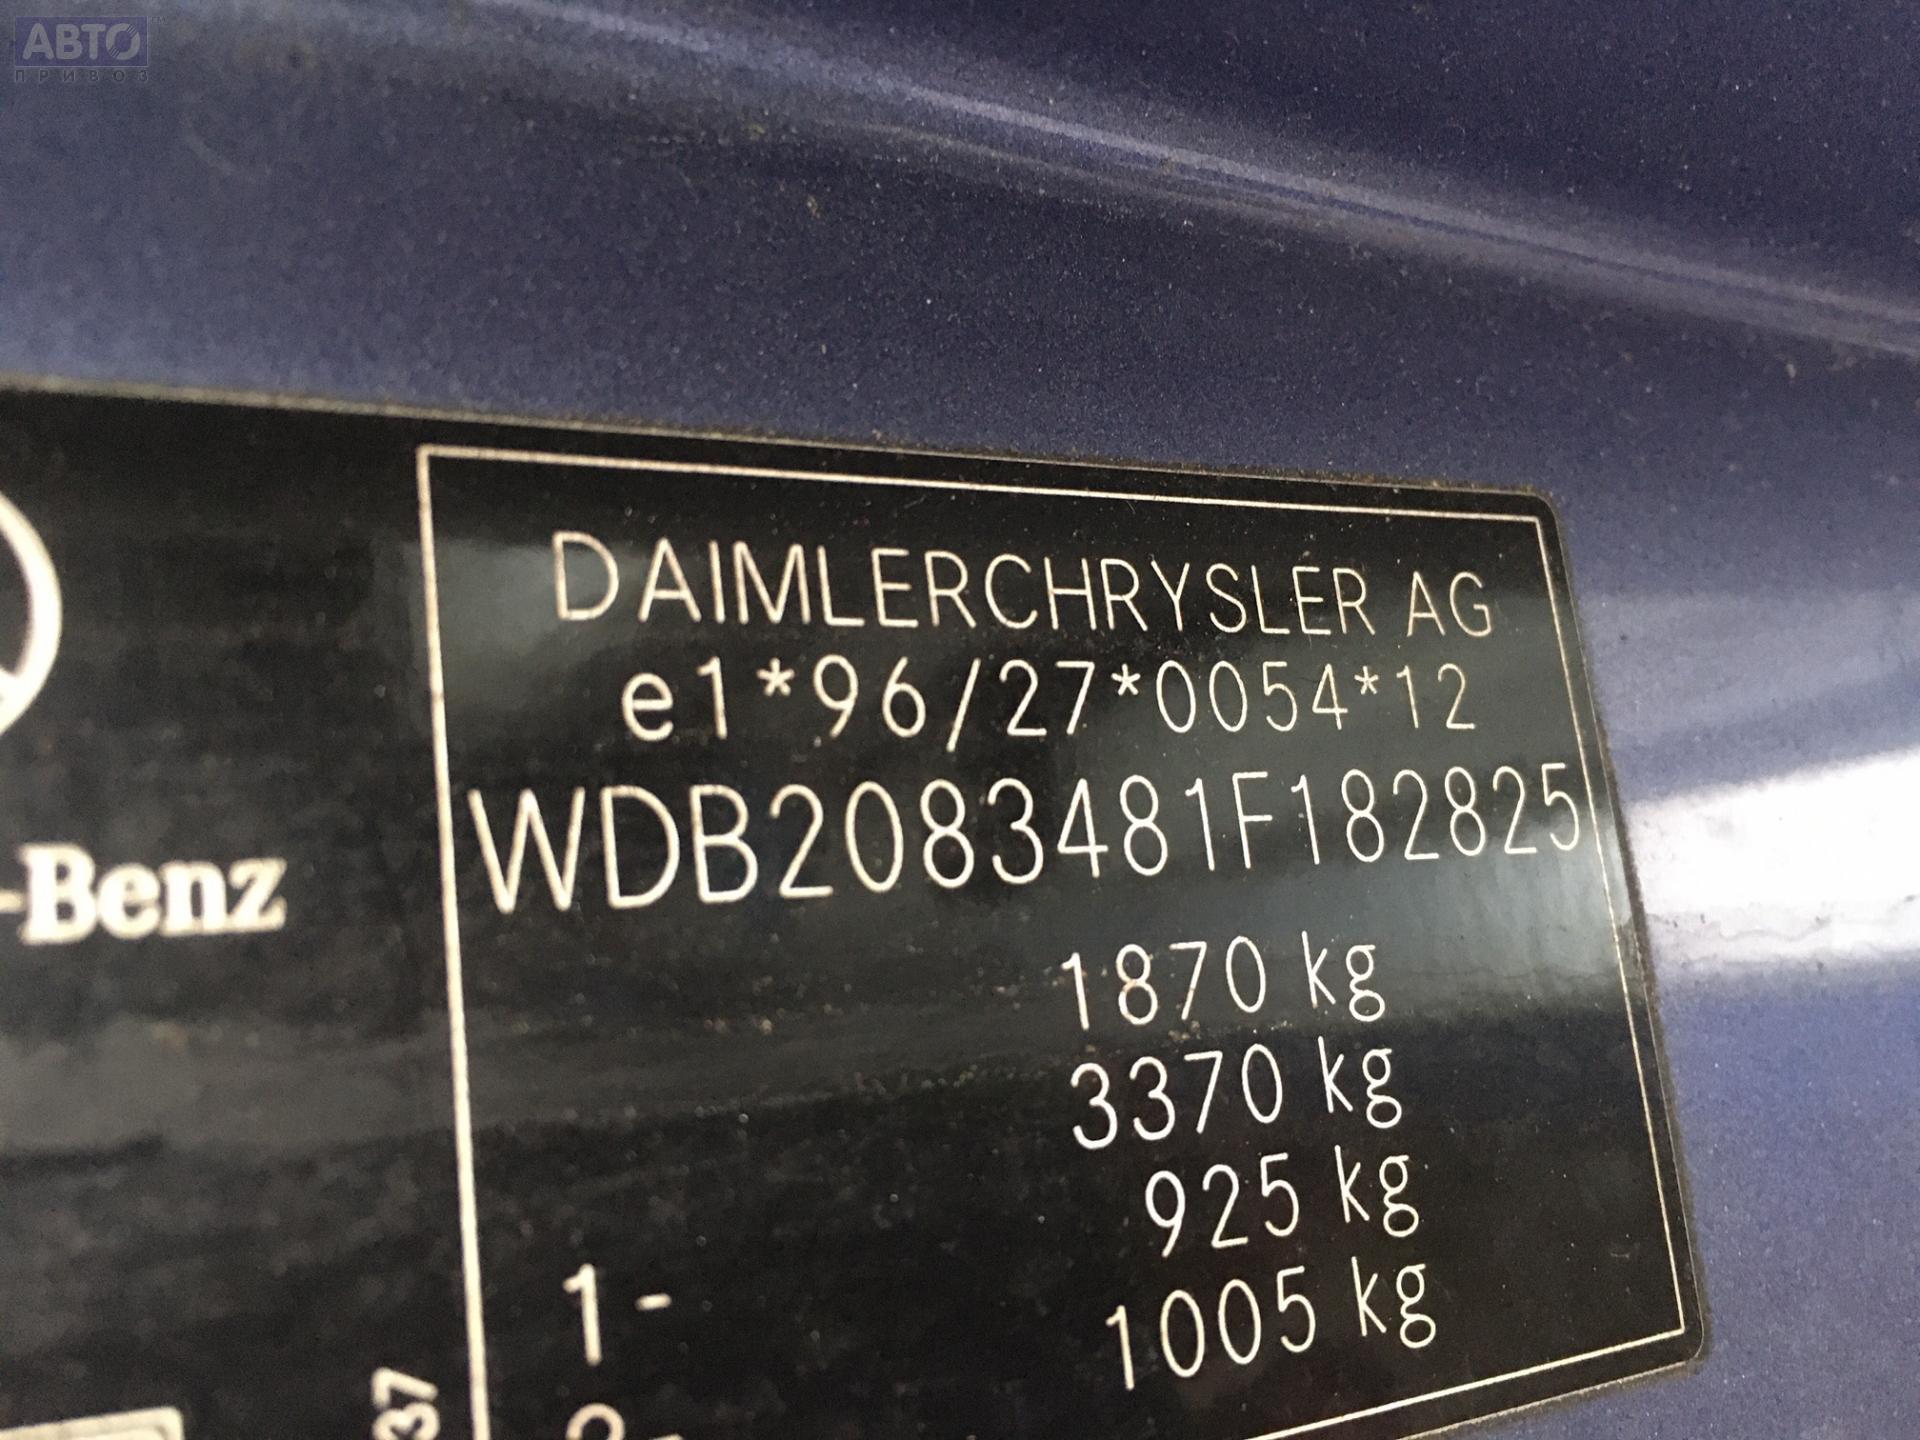 АВТО
ПРИВОЗ
DAIMLERCHRYSLER AG
e1*96/27*0054*12
WDB2083481F182825
-Benz
1870 kg
3370 kg
925 kg
1- 1005 kg
37